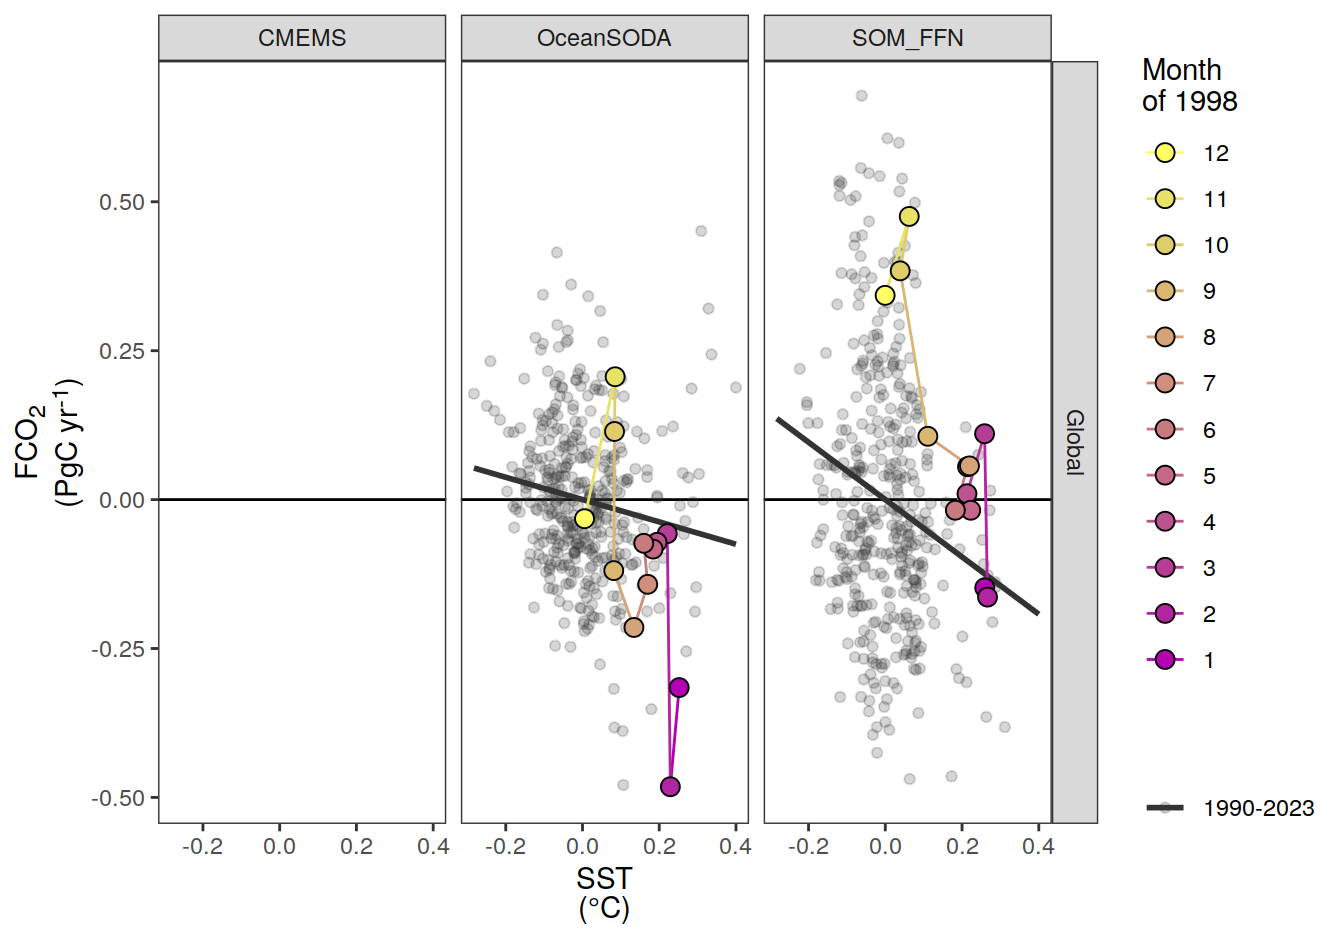 CMEMS
OceanSODA
SOM_FFN
Global
FCO2
(PgC yr-1)
0.50
0.25
0.00
-0.25
-0.50
-0.2 0.0 0.2 0.4
-0.2 0.0 0.2 0.4
-0.2 0.0 0.2 0.4
SST
(°C)
Month
of 1998
12
11
10
9
8
7
6
5
4
3
2
1
1990-2023